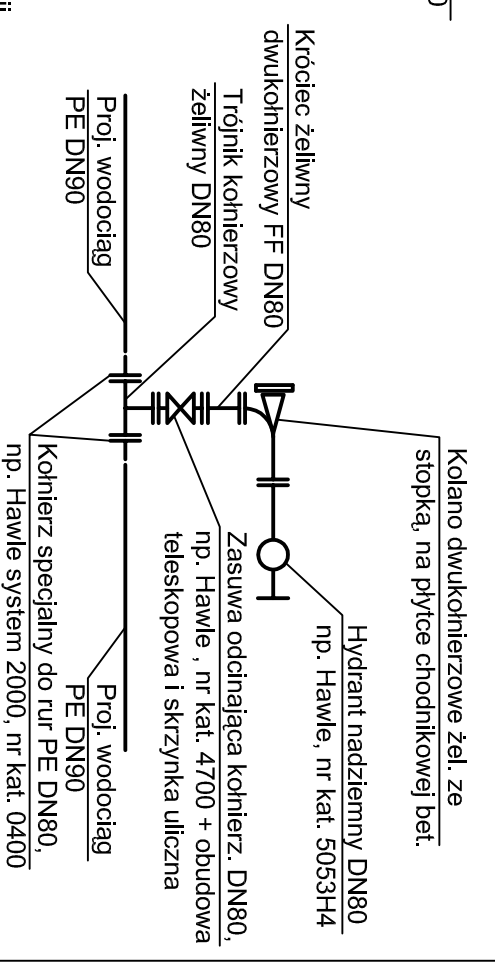 Króciec żeliwny
dwukołnierzowy FF DN80
Trójnik kołnierzowy
żeliwny DN80
Proj. wodociąg
PE DN90
Kolano dwukołnierzowe żel. ze
stopką, na płytce chodnikowej bet.
Hydrant nadziemny DN80
np. Hawle, nr kat. 5053H4
Zasuwa odcinająca kołnierz. DN80,
np. Hawle , nr kat. 4700 + obudowa
teleskopowa i skrzynka uliczna
Proj. wodociąg
PE DN90
Kołnierz specjalny do rur PE DN80,
np. Hawle system 2000, nr kat. 0400